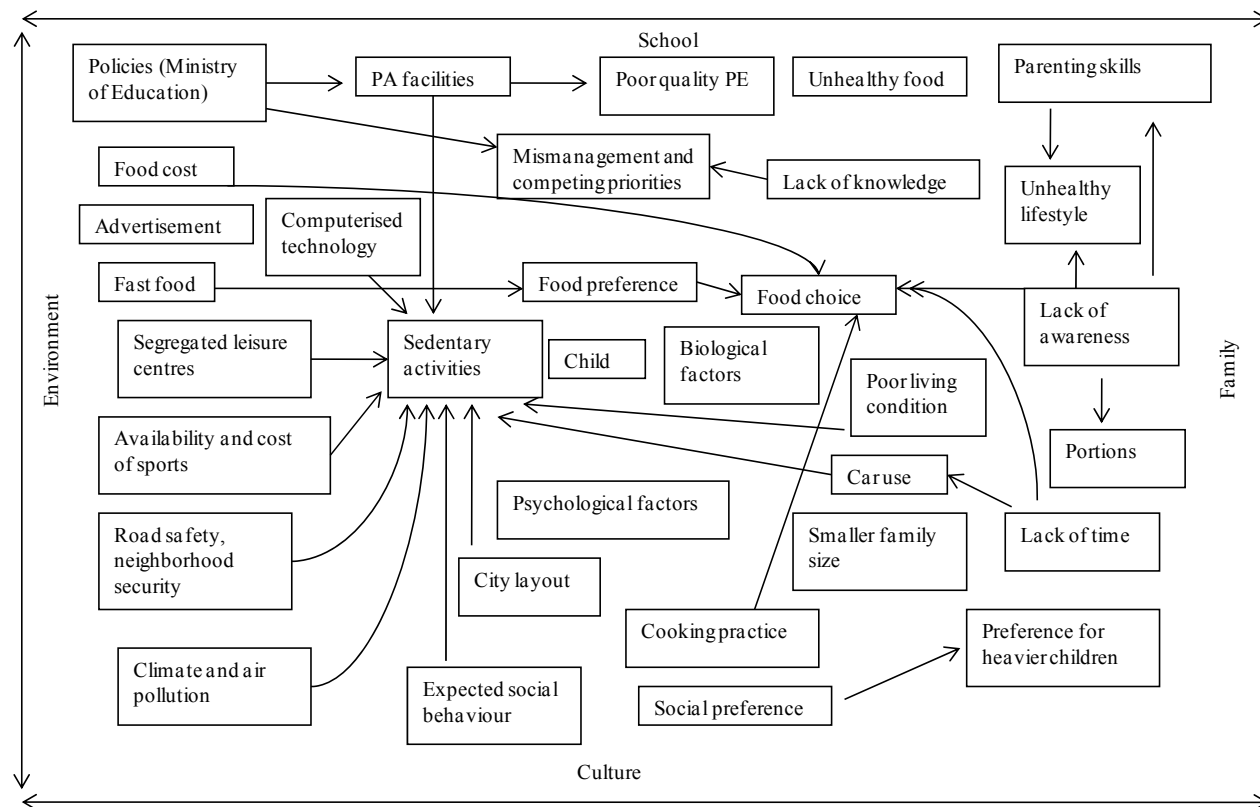 School
Policies (Ministry
of Education)
PA facilities
Poor quality PE
Unhealthy food
Parenting skills
Food cost
Mismanagement and
competing priorities
Lack of knowledge
Unhealthy
lifestyle
Advertisement
Computerised
technology
Fast food
Food preference
Food choice
Lack of
awareness
Environment
Family
Segregated leisure
centres
Sedentary
activities
Child
Biological
factors
Poor living
condition
Availability and cost
of sports
Portions
Car use
Psychological factors
Road safety,
neighborhood
security
Smaller family
size
Lack of time
City layout
Cooking practice
Preference for
heavier children
Climate and air
pollution
Expected social
behaviour
Social preference
Culture